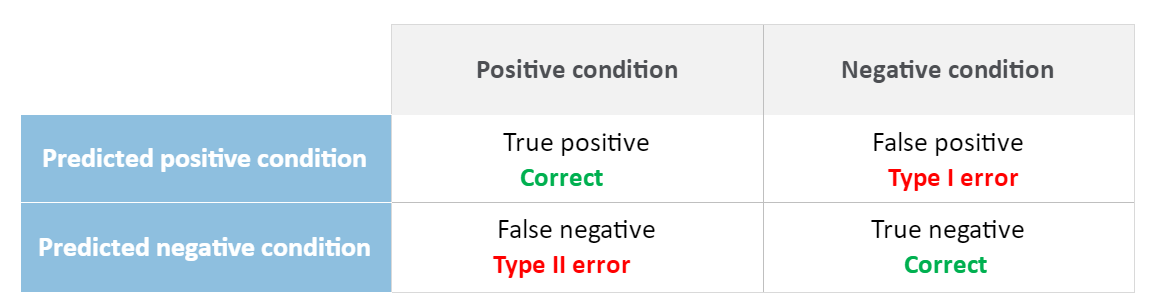 Positive condition
Negative condition
Predicted positive condition
True positive
Correct
False positive
Type I error
Predicted negative condition
False negative
Type II error
True negative
Correct